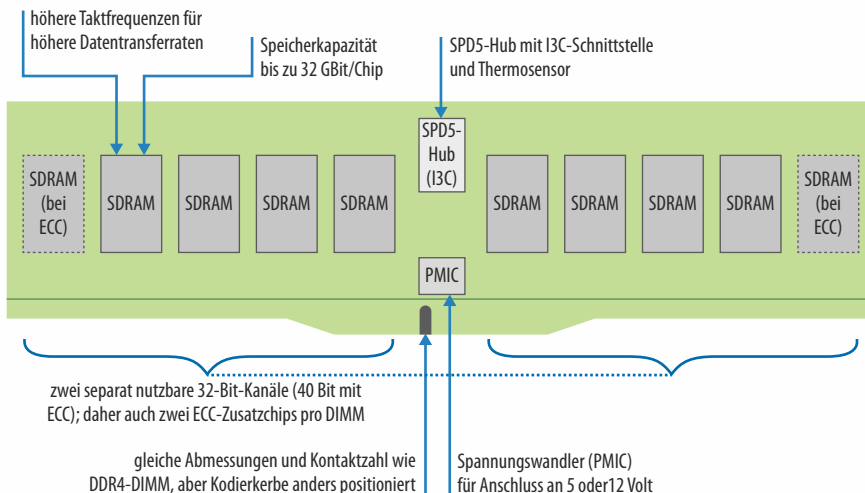 höhere Taktfrequenzen für
höhere Datentransferraten
Speicherkapazität
bis zu 32 GBit/Chip
SPD5-Hub mit I3C-Schnittstelle
und Thermosensor
SDRAM
(bei
ECC)
SDRAM
SDRAM
SDRAM
SDRAM
SPD5-
Hub
(I3C)
PMIC
SDRAM
SDRAM
SDRAM
SDRAM
SDRAM
(bei
ECC)
zwei separat nutzbare 32-Bit-Kanäle (40 Bit mit
ECC); daher auch zwei ECC-Zusatzchips pro DIMM
gleiche Abmessungen und Kontaktzahl wie
DDR4-DIMM, aber Kodierkerbe anders positioniert
Spannungswandler (PMIC)
für Anschluss an 5 oder12 Volt